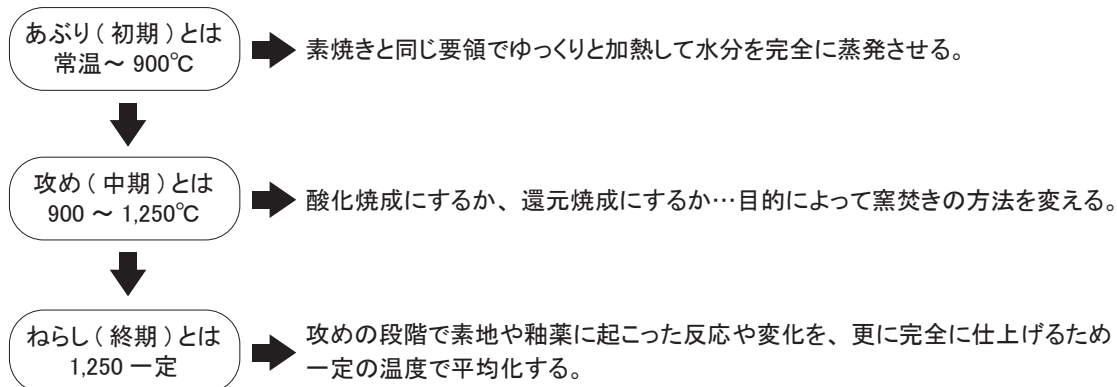 あぶり(初期)とは
常温～900℃
素焼きと同じ要領でゆっくりと加熱して水分を完全に蒸発させる。
攻め(中期)とは
900～1,250℃
酸化焼成にするか、還元焼成にするか…目的によって窯焚きの方法を変える。
ねらし(終期)とは
1,250一定
攻めの段階で素地や釉薬に起こった反応や変化を、更に完全に仕上げるため
一定の温度で平均化する。